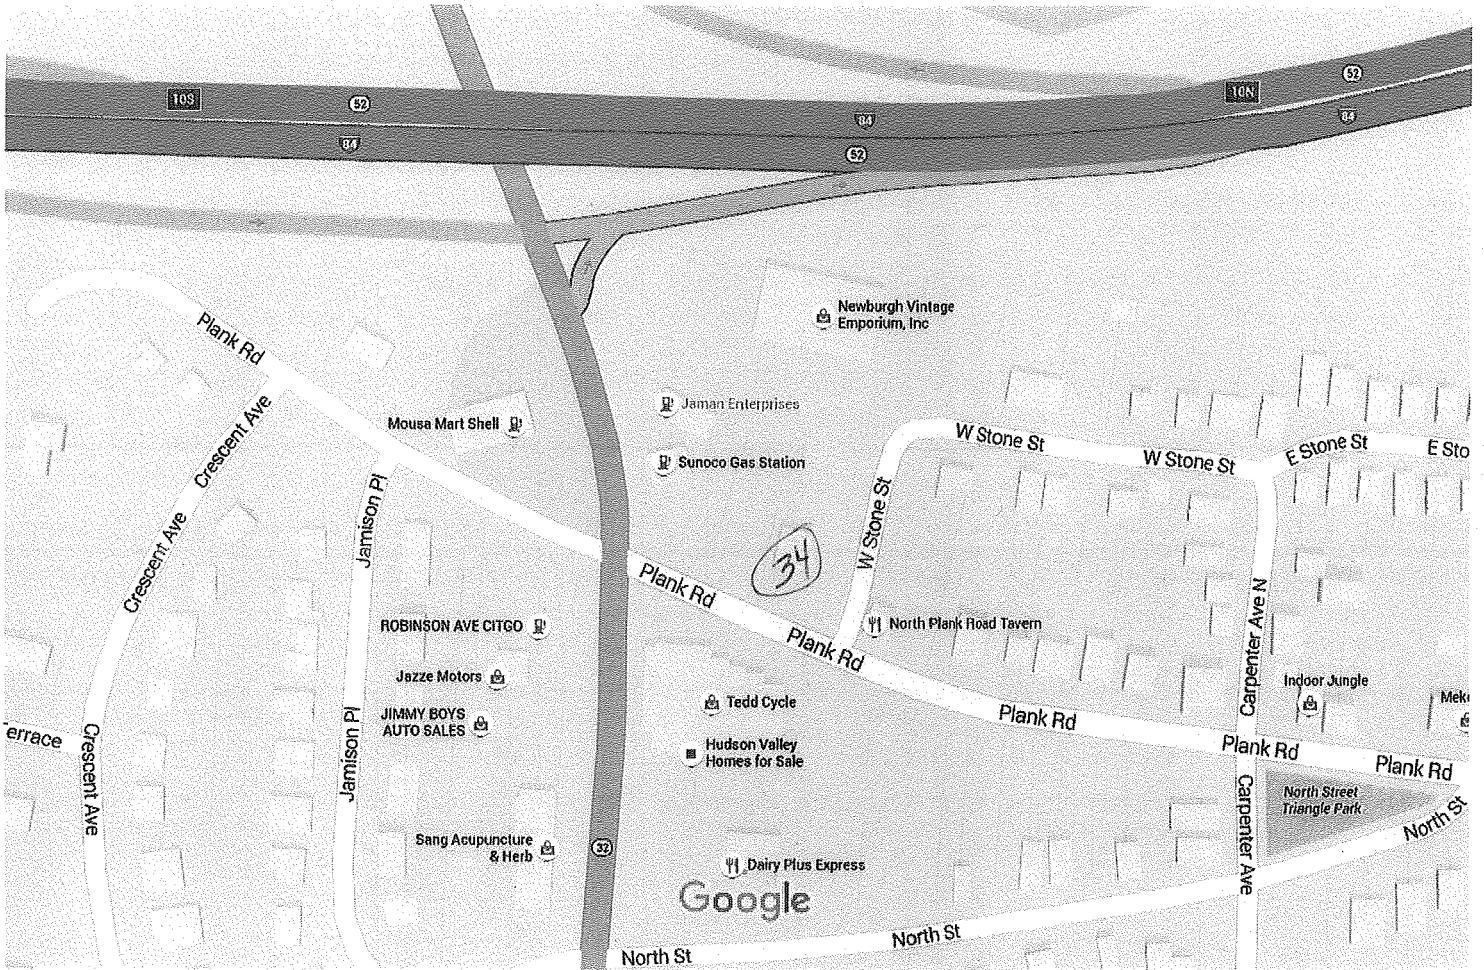 52
10S
52
10N
84
84
84
52
Newburgh Vintage
Emporium, Inc
Plank Rd
Jaman Enterprises
Crescent Ave
Mousa Mart Shell
W Stone St
W Stone St
E Stone St
E Sto
Sunoco Gas Station
Jamison Pl
W Stone St
Crescent Ave
34
Plank Rd
Carpenter Ave N
ROBINSON AVE CITGO
North Plank Road Tavern
Plank Rd
Jazze Motors
Indoor Jungle
Tedd Cycle
Meko
JIMMY BOYS
AUTO SALES
Plank Rd
errace
Crescent Ave
Jamison Pl
Hudson Valley
Homes for Sale
Plank Rd
Plank Rd
North Street
Triangle Park
North St
Carpenter Ave
Sang Acupuncture
& Herb
32
Dairy Plus Express
Google
North St
North St